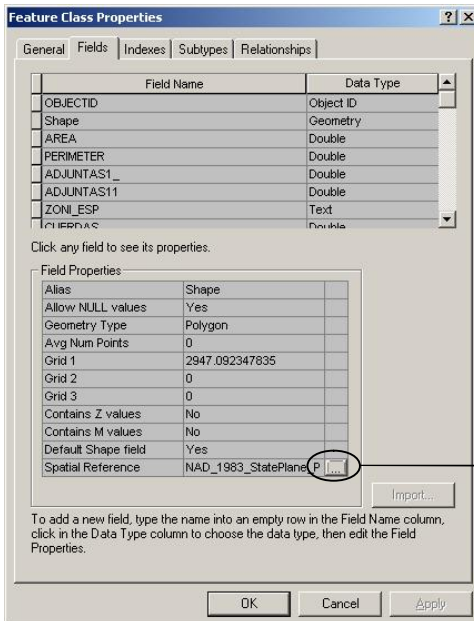 Feature Class Properties
General Fields Indexes Subtypes Relationships
Field Name Data Type
OBJECTID Object ID
Shape Geometry
AREA Double
PERIMETER Double
ADJUNTAS1_ Double
ADJUNTAS11 Double
ZONI_ESP Text
CUERDAS Double
Click any field to see its properties.
Field Properties
Alias Shape
Allow NULL values Yes
Geometry Type Polygon
Avg Num Points 0
Grid 1 2947.092347835
Grid 2 0
Grid 3 0
Contains Z values No
Contains M values No
Default Shape field Yes
Spatial Reference NAD_1983_StatePlane_P ...
Import...
To add a new field, type the name into an empty row in the Field Name column,
click in the Data Type column to choose the data type, then edit the Field
Properties.
OK Cancel Apply